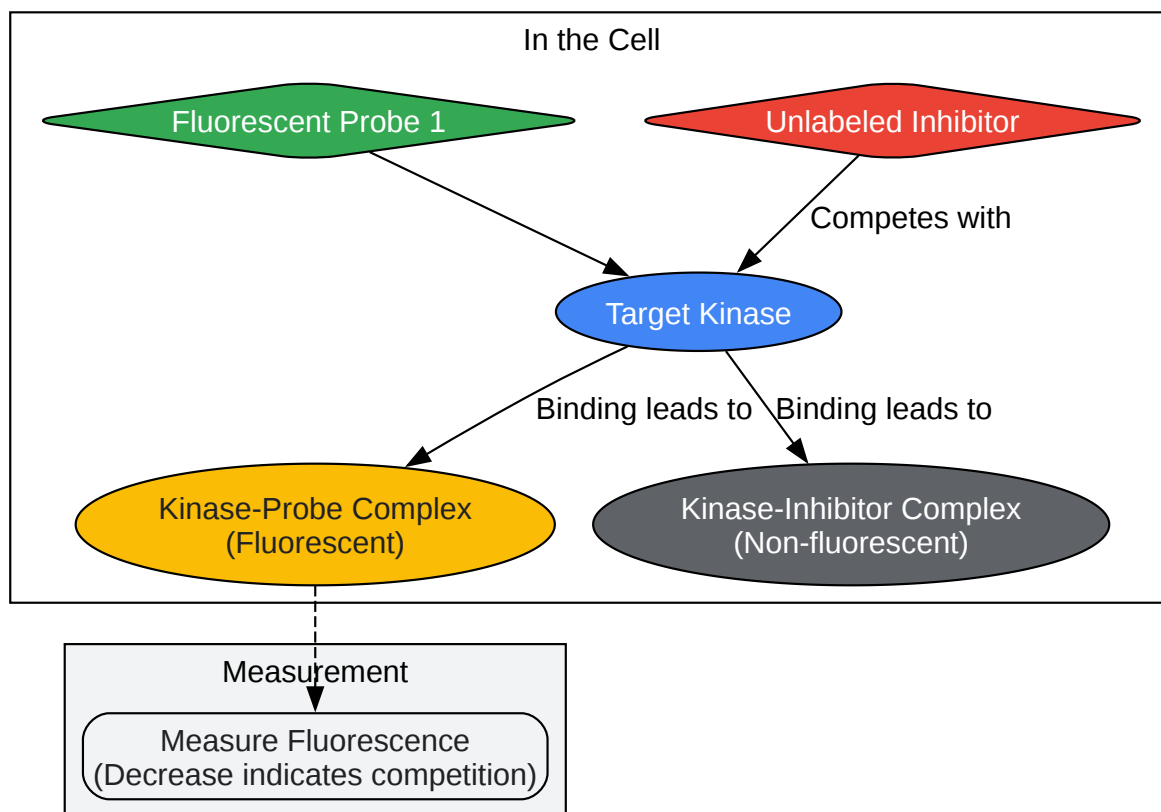 In the Cell
Fluorescent Probe 1
Unlabeled Inhibitor
Competes with
Target Kinase
Binding leads to
Binding leads to
Kinase-Probe Complex
(Fluorescent)
Kinase-Inhibitor Complex
(Non-fluorescent)
Measurement
Measure Fluorescence
(Decrease indicates competition)